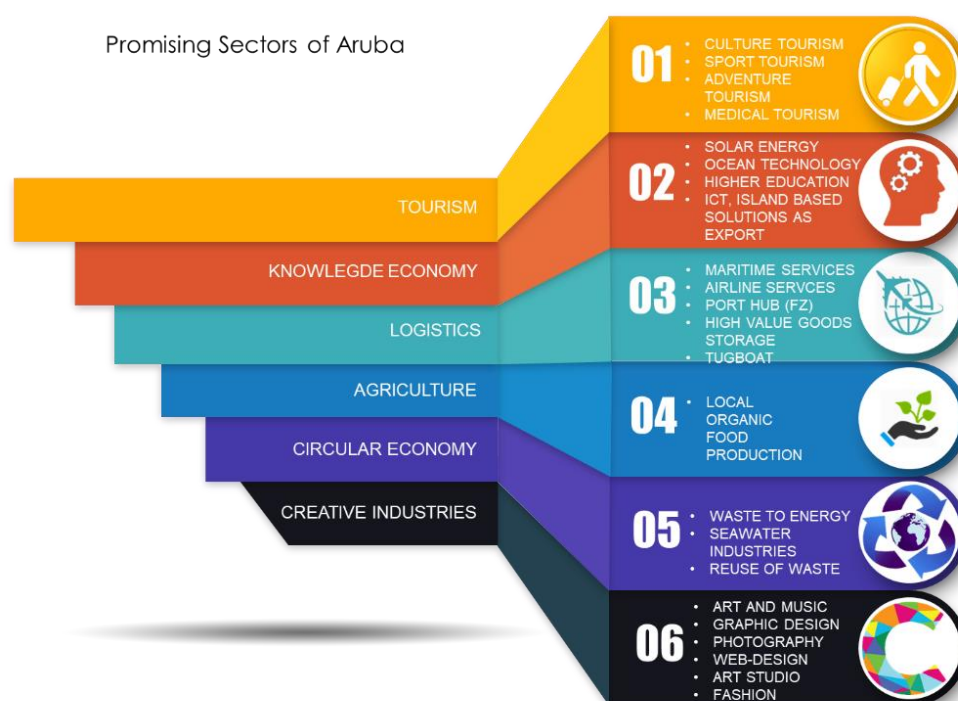 Promising Sectors of Aruba
TOURISM
KNOWLEGDE ECONOMY
LOGISTICS
AGRICULTURE
CIRCULAR ECONOMY
CREATIVE INDUSTRIES
01
• CULTURE TOURISM
• SPORT TOURISM
• ADVENTURE
TOURISM
• MEDICAL TOURISM
02
• SOLAR ENERGY
• OCEAN TECHNOLOGY
• HIGHER EDUCATION
• ICT, ISLAND BASED
SOLUTIONS AS
EXPORT
03
• MARITIME SERVICES
• AIRLINE SERVCES
• PORT HUB (FZ)
• HIGH VALUE GOODS
STORAGE
• TUGBOAT
04
• LOCAL
ORGANIC
FOOD
PRODUCTION
05
• WASTE TO ENERGY
• SEAWATER
INDUSTRIES
• REUSE OF WASTE
06
• ART AND MUSIC
• GRAPHIC DESIGN
• PHOTOGRAPHY
• WEB-DESIGN
• ART STUDIO
• FASHION